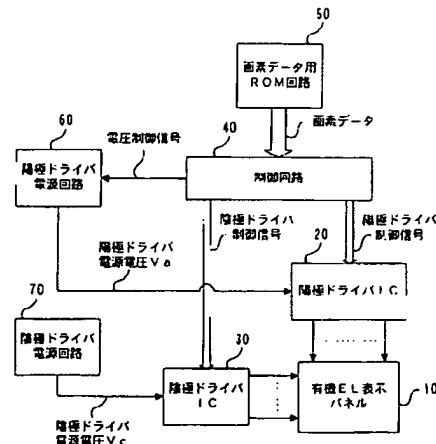 50
画素データ用
ROM回路
画素データ
60
電圧制御信号
40
陽極ドライバ
電源回路
制御回路
陰極ドライバ
制御信号
陽極ドライバ
制御信号
陽極ドライバ
電源電圧Va
20
陽極ドライバIC
70
陰極ドライバ
電源回路
30
陰極ドライバ
IC
有機EL表示
パネル
10
陰極ドライバ
電源電圧Vc